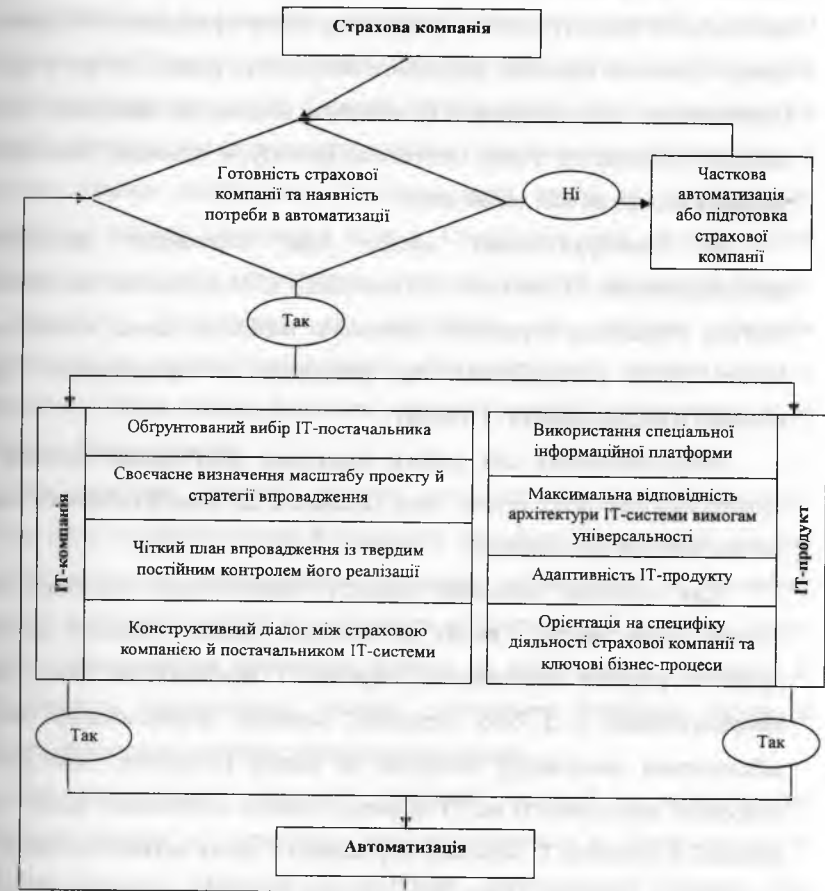 Страхова компанія
Готовність страхової
компанії та наявність
потреби в автоматизації
Ні
Часткова
автоматизація
або підготовка
страхової
компанії
Так
ІТ-компанія
Обґрунтований вибір ІТ-постачальника
Своєчасне визначення масштабу проекту й
стратегії впровадження
Чіткий план впровадження із твердим
постійним контролем його реалізації
Конструктивний діалог між страховою
компанією й постачальником ІТ-системи
Використання спеціальної
інформаційної платформи
Максимальна відповідність
архітектури ІТ-системи вимогам
універсальності
Адаптивність ІТ-продукту
Орієнтація на специфіку
діяльності страхової компанії та
ключові бізнес-процеси
ІТ-продукт
Так
Так
Автоматизація